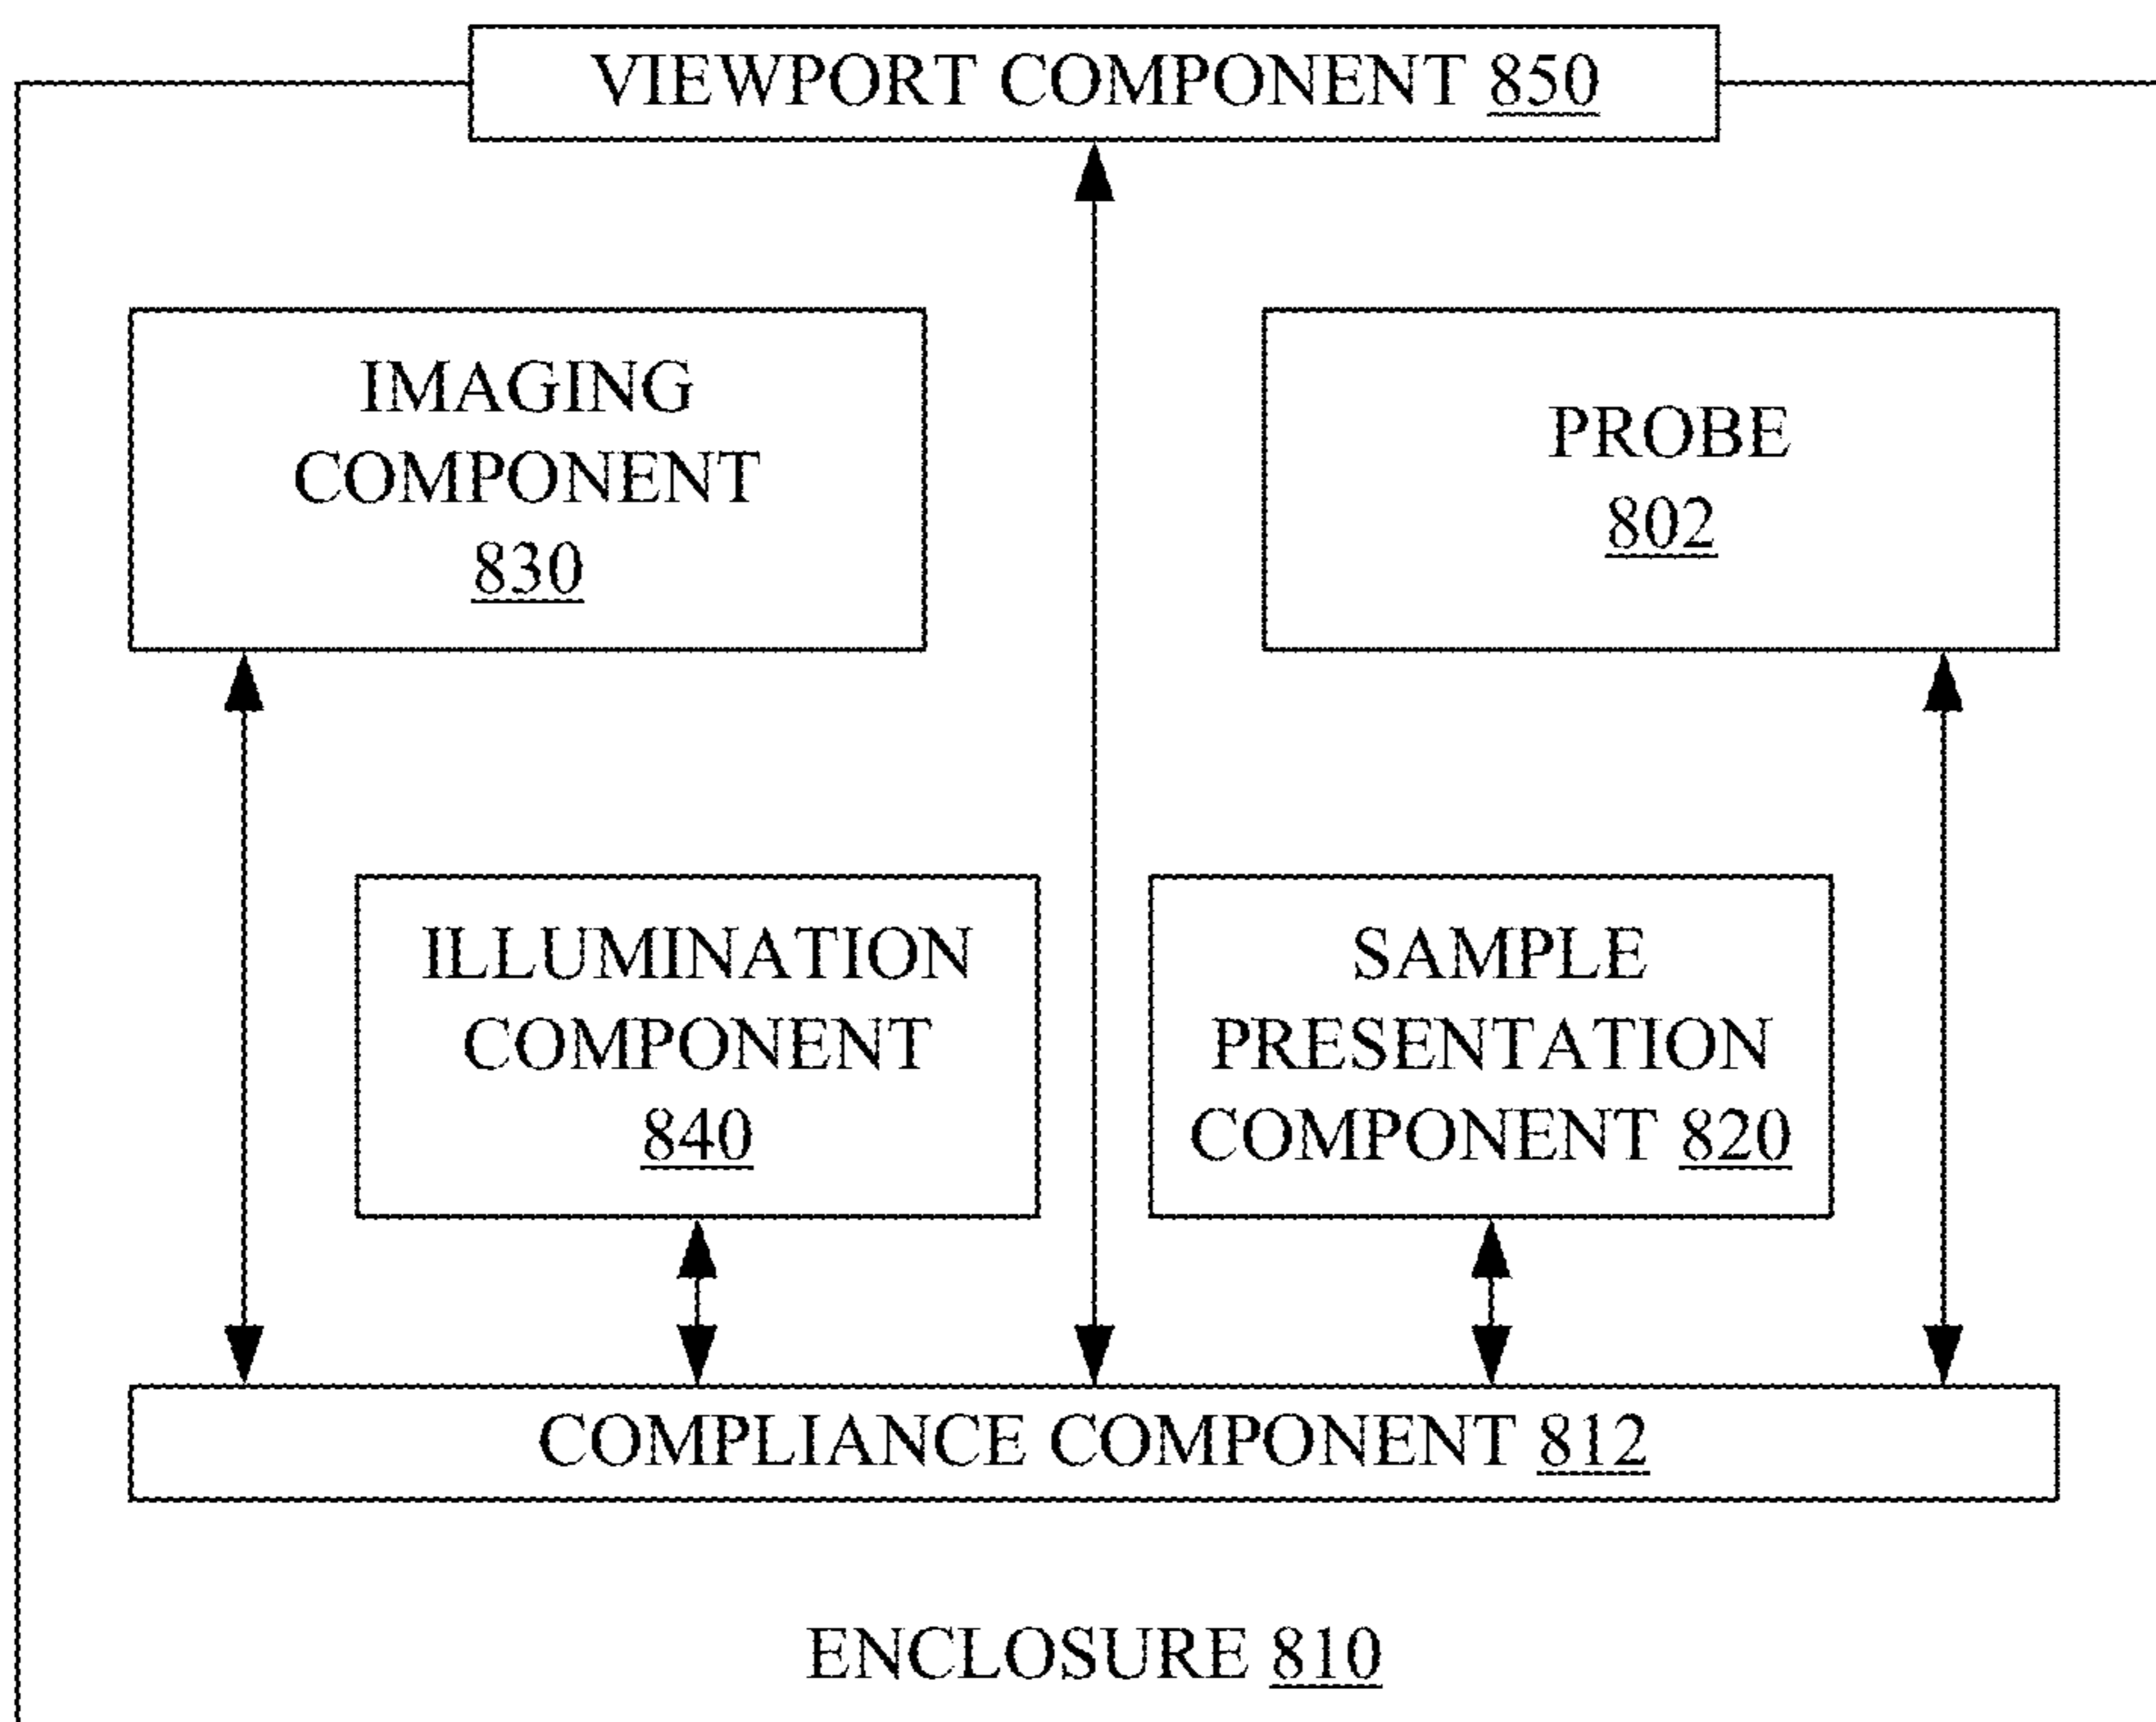 VIEWPORT COMPONENT 850
IMAGING
COMPONENT
830
PROBE
802
ILLUMINATION
COMPONENT
840
SAMPLE
PRESENTATION
COMPONENT 820
COMPLIANCE COMPONENT 812
ENCLOSURE 810